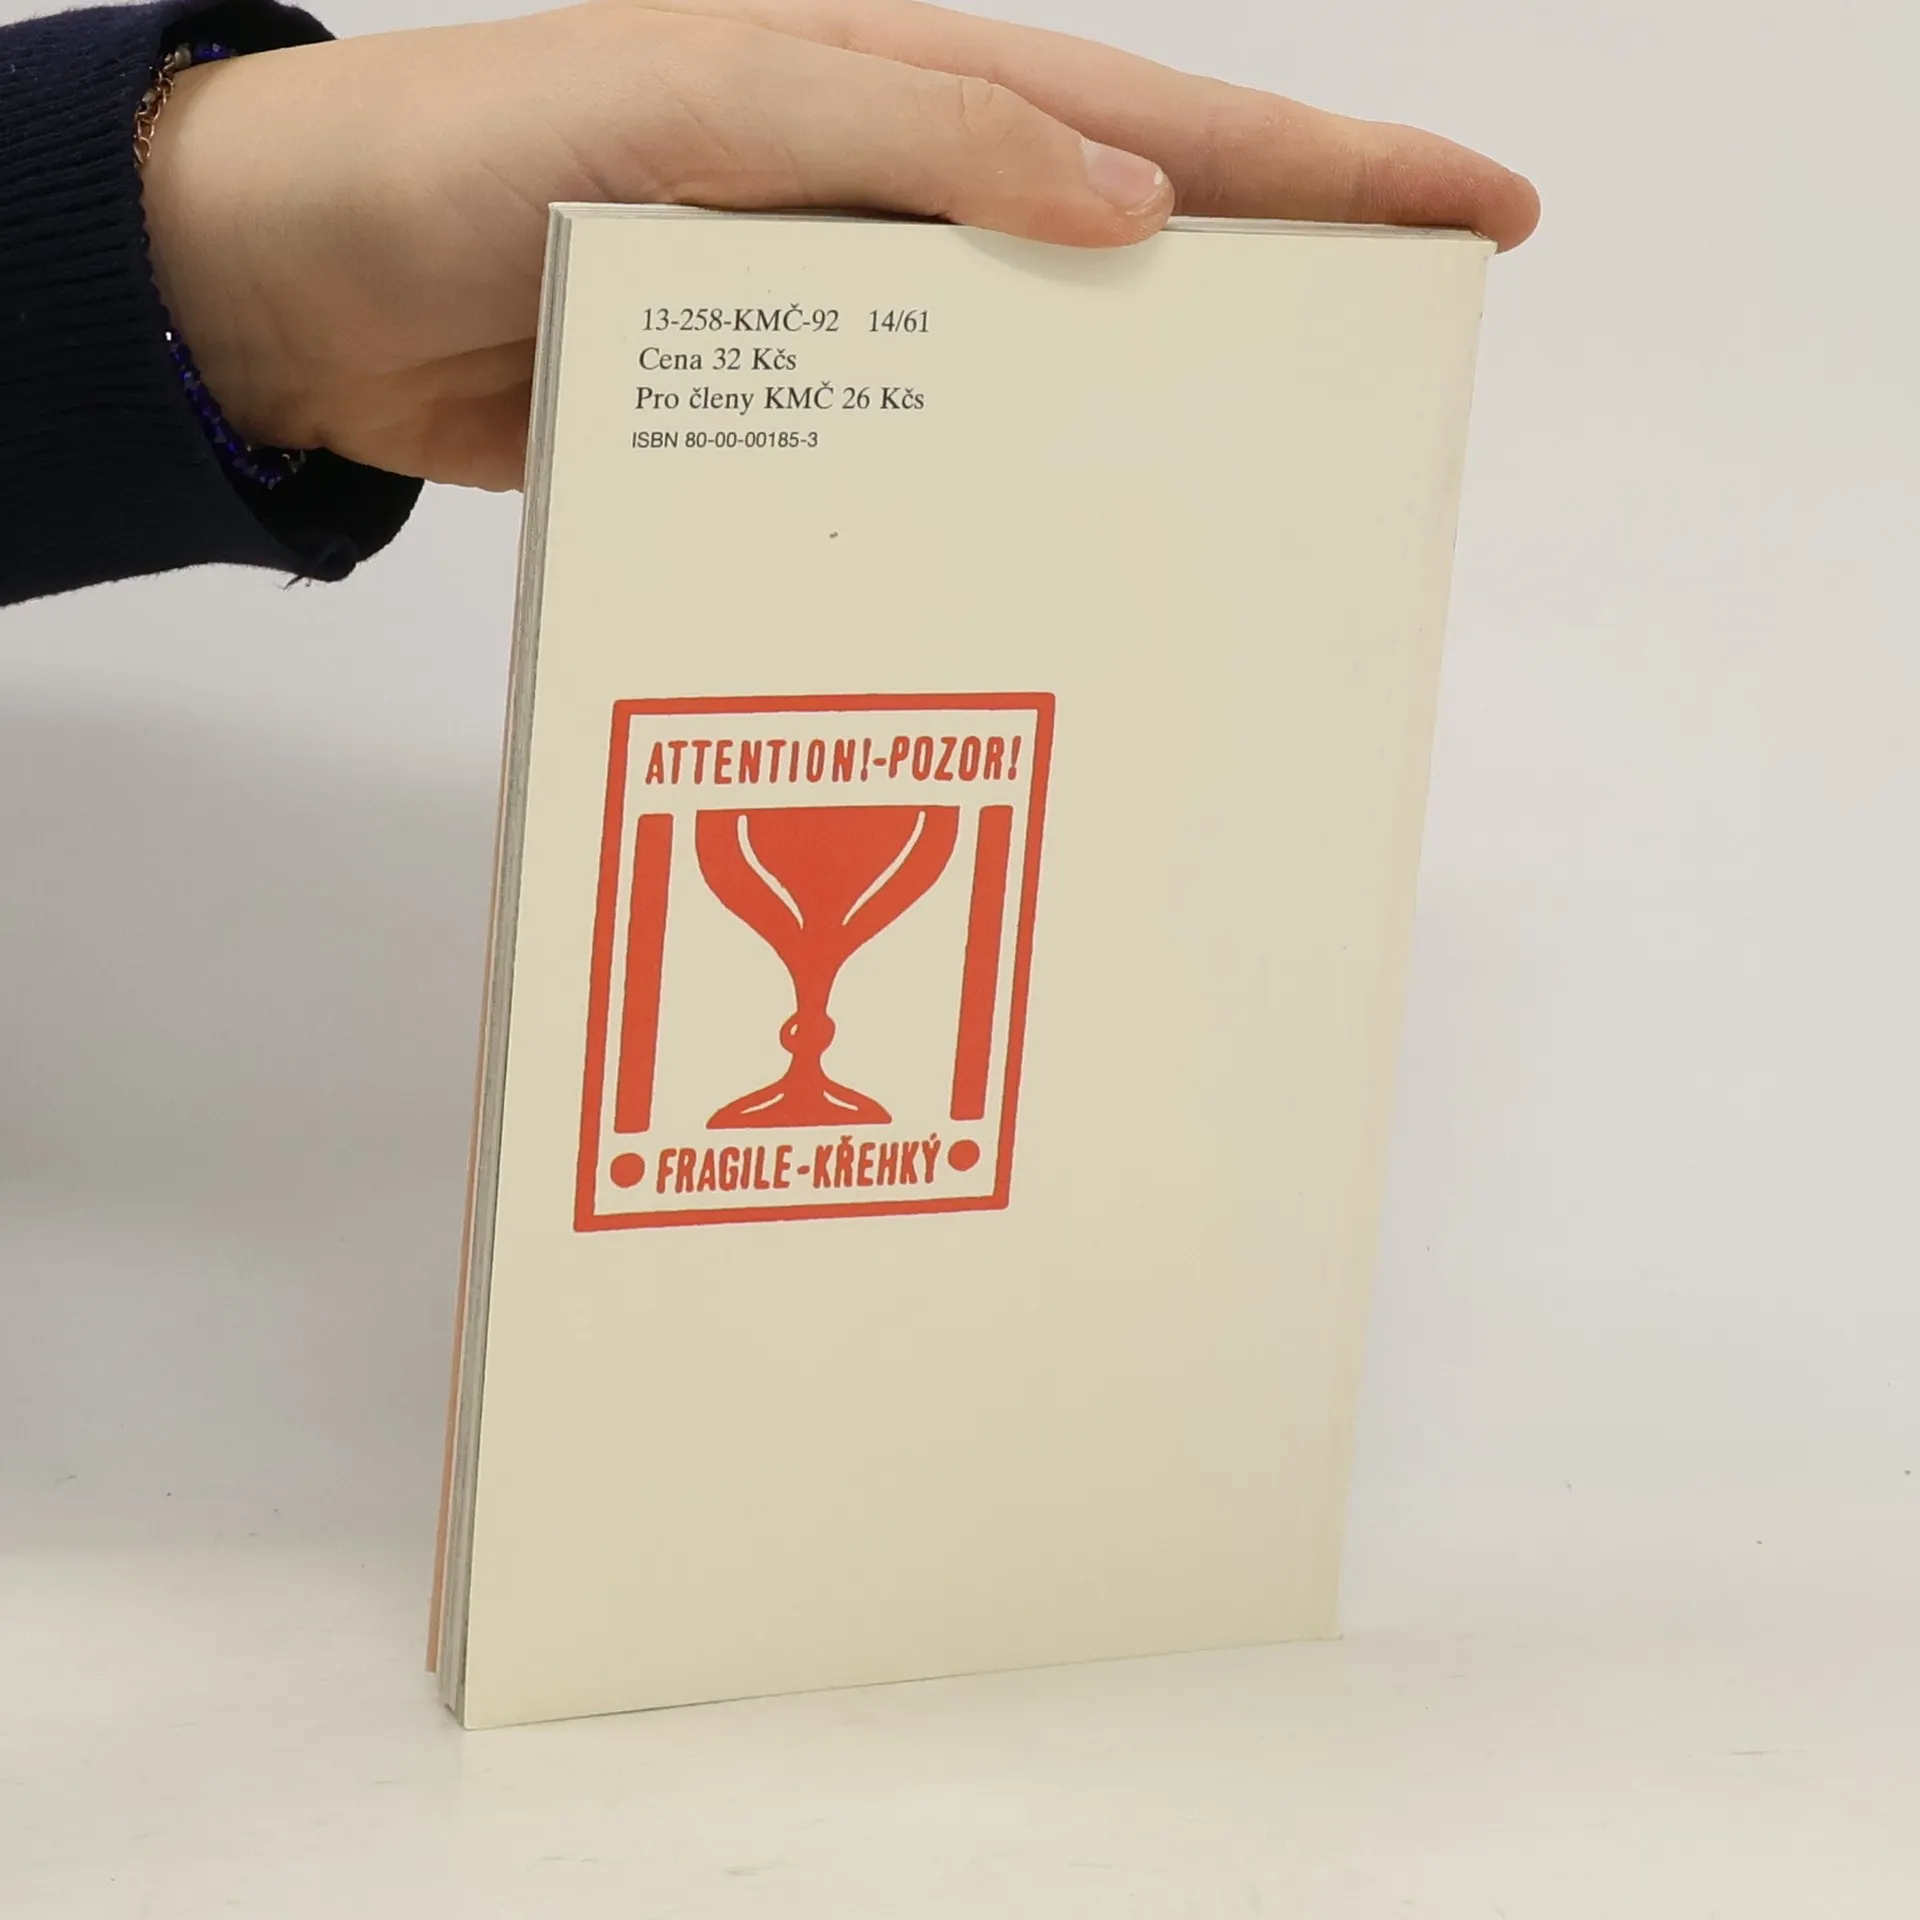 13-258-KMČ-92 14/61
Cena 32 Kčs
Pro členy KMČ 26 Kčs
ISBN 80-00-00185-3
ATTENTION!-POZOR!
FRAGILE-KŘEHKÝ